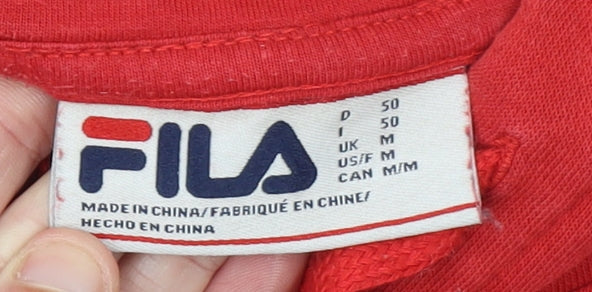 FILA
D 50
I 50
UK M
US/F M
CAN M/M
MADE IN CHINA/FABRIQUÉ EN CHINE/
HECHO EN CHINA